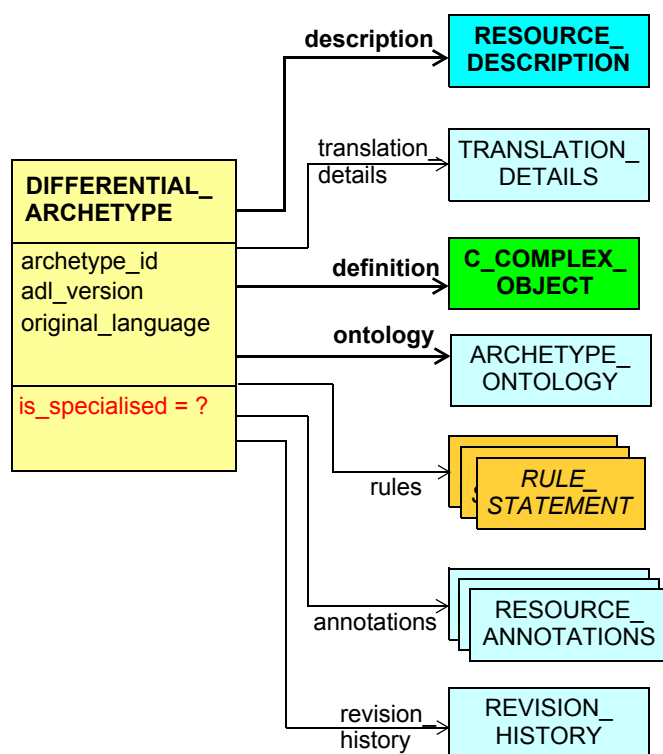 description
RESOURCE_
DESCRIPTION
translation_
details
TRANSLATION_
DETAILS
DIFFERENTIAL_
ARCHETYPE
archetype_id
adl_version
original_language
is_specialised = ?
definition
C_COMPLEX_
OBJECT
ontology
ARCHETYPE_
ONTOLOGY
rules
RULE_
STATEMENT
annotations
RESOURCE_
ANNOTATIONS
revision_
history
REVISION_
HISTORY